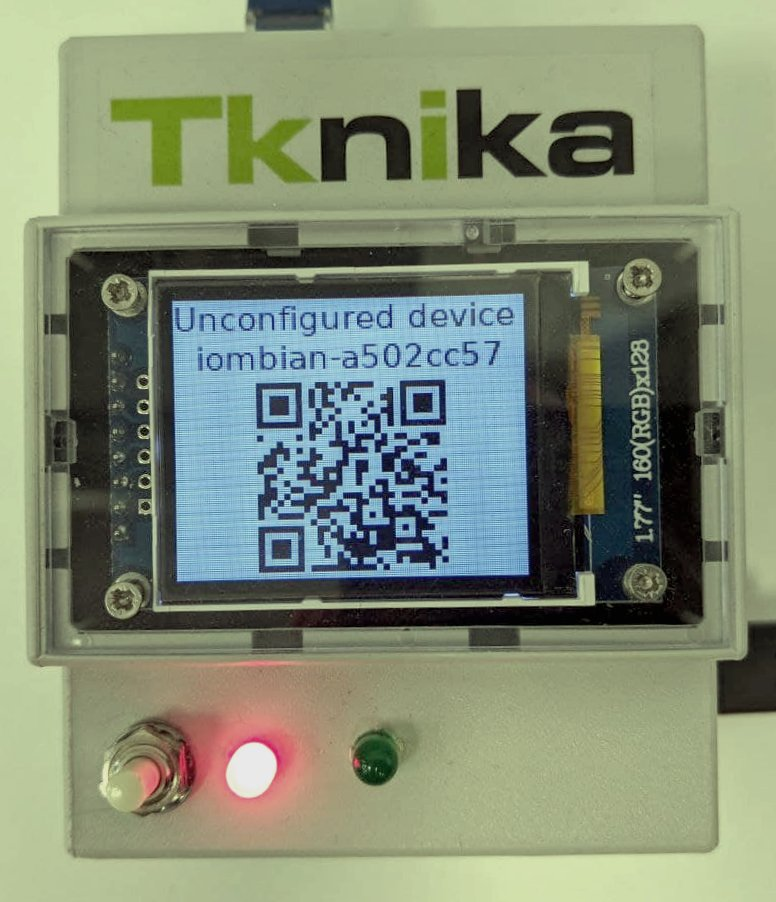 Tknika
Unconfigured device
iombian-a502cc57
1.77" 160(RGB)x128